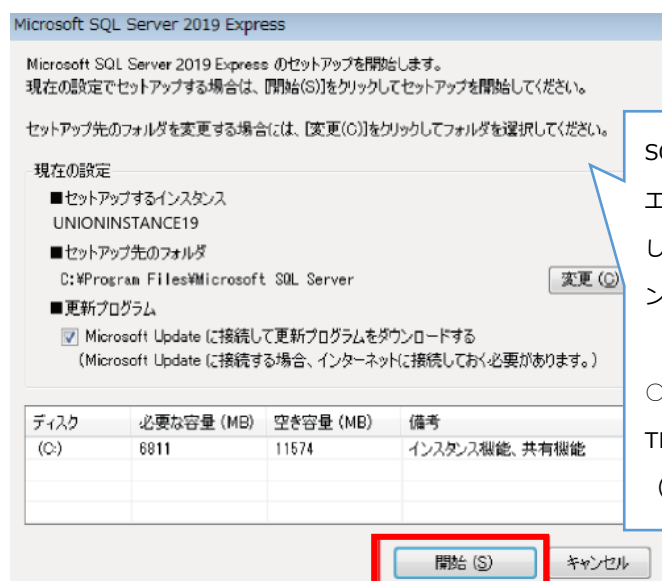 Microsoft SQL Server 2019 Express
Microsoft SQL Server 2019 Express のセットアップを開始します。
現在の設定でセットアップする場合は、[開始(S)]をクリックしてセットアップを開始してください。
セットアップ先のフォルダを変更する場合には、[変更(C)]をクリックしてフォルダを選択してください。
現在の設定
■セットアップするインスタンス
UNIONINSTANCE19
■セットアップ先のフォルダ
C:¥Program Files¥Microsoft SQL Server
変更 (C)
■更新プログラム
Microsoft Update に接続して更新プログラムをダウンロードする
(Microsoft Update に接続する場合、インターネットに接続しておく必要があります。)
ディスク 必要な容量 (MB) 空き容量 (MB) 備考
(C:) 6811 11574 インスタンス機能、共有機能
開始 (S)
キャンセル
エ
し
ン
○
(